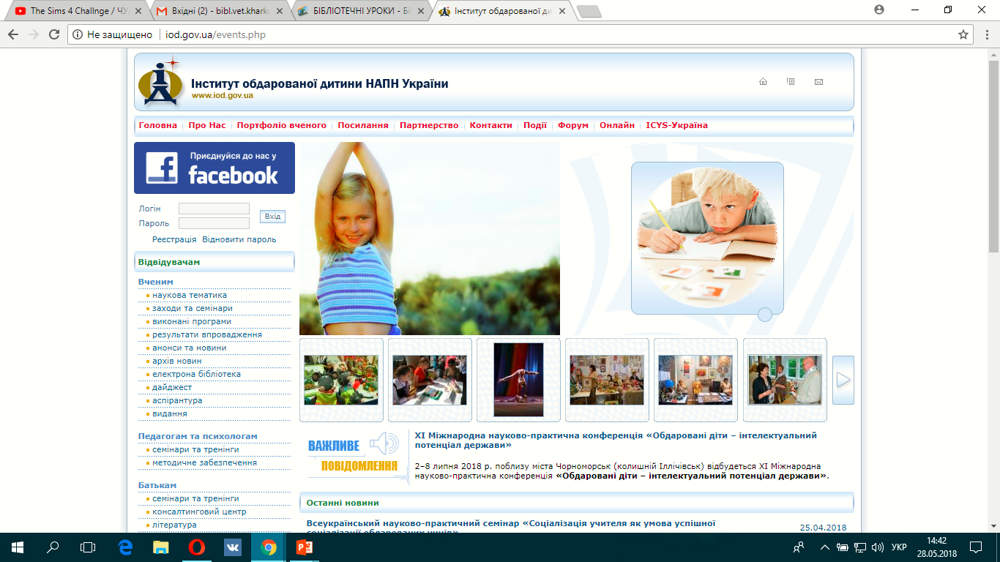 The Sims 4 Challnge / ЧУ
Вхідні (2) - bibl.vet.khark
БІБЛІОТЕЧНІ УРОКИ - Бі
Інститут обдарованої ди
Не защищено
iod.gov.ua/events.php
Інститут обдарованої дитини НАПН України
www.iod.gov.ua
Головна Про Нас Портфоліо вченого Посилання Партнерство Контакти Події Форум Онлайн ICYS-Україна
Приєднуйся до нас у
facebook
Логін
Пароль
Вхід
Реєстрація Відновити пароль
Відвідувачам
Вченим
наукова тематика
заходи та семінари
виконані програми
результати впровадження
анонси та новини
архів новин
електрона бібліотека
дайджест
аспірантура
видання
Педагогам та психологам
семінари та тренінги
методичне забезпечення
Батькам
семінари та тренінги
консалтинговий центр
література
ВАЖЛИВЕ
ПОВІДОМЛЕННЯ
XI Міжнародна науково-практична конференція «Обдаровані діти – інтелектуальний
потенціал держави»
2–8 липня 2018 р. поблизу міста Чорноморськ (колишній Іллічівськ) відбудеться XI Міжнародна
науково-практична конференція «Обдаровані діти – інтелектуальний потенціал держави».
Останні новини
Всеукраїнський науково-практичний семінар «Соціалізація учителя як умова успішної
соціалізації обдарованих учнів»
25.04.2018
УКР
14:42
28.05.2018